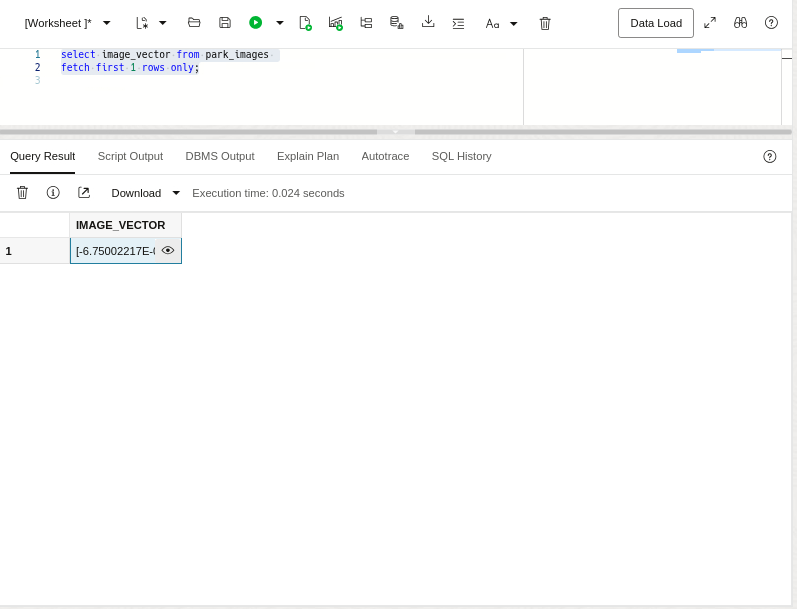 [Worksheet ]*
Aa
Data Load
1 select image_vector from park_images
2 fetch first 1 rows only;
3
Query Result Script Output DBMS Output Explain Plan Autotrace SQL History
Download Execution time: 0.024 seconds
IMAGE_VECTOR
1 [-6.75002217E-